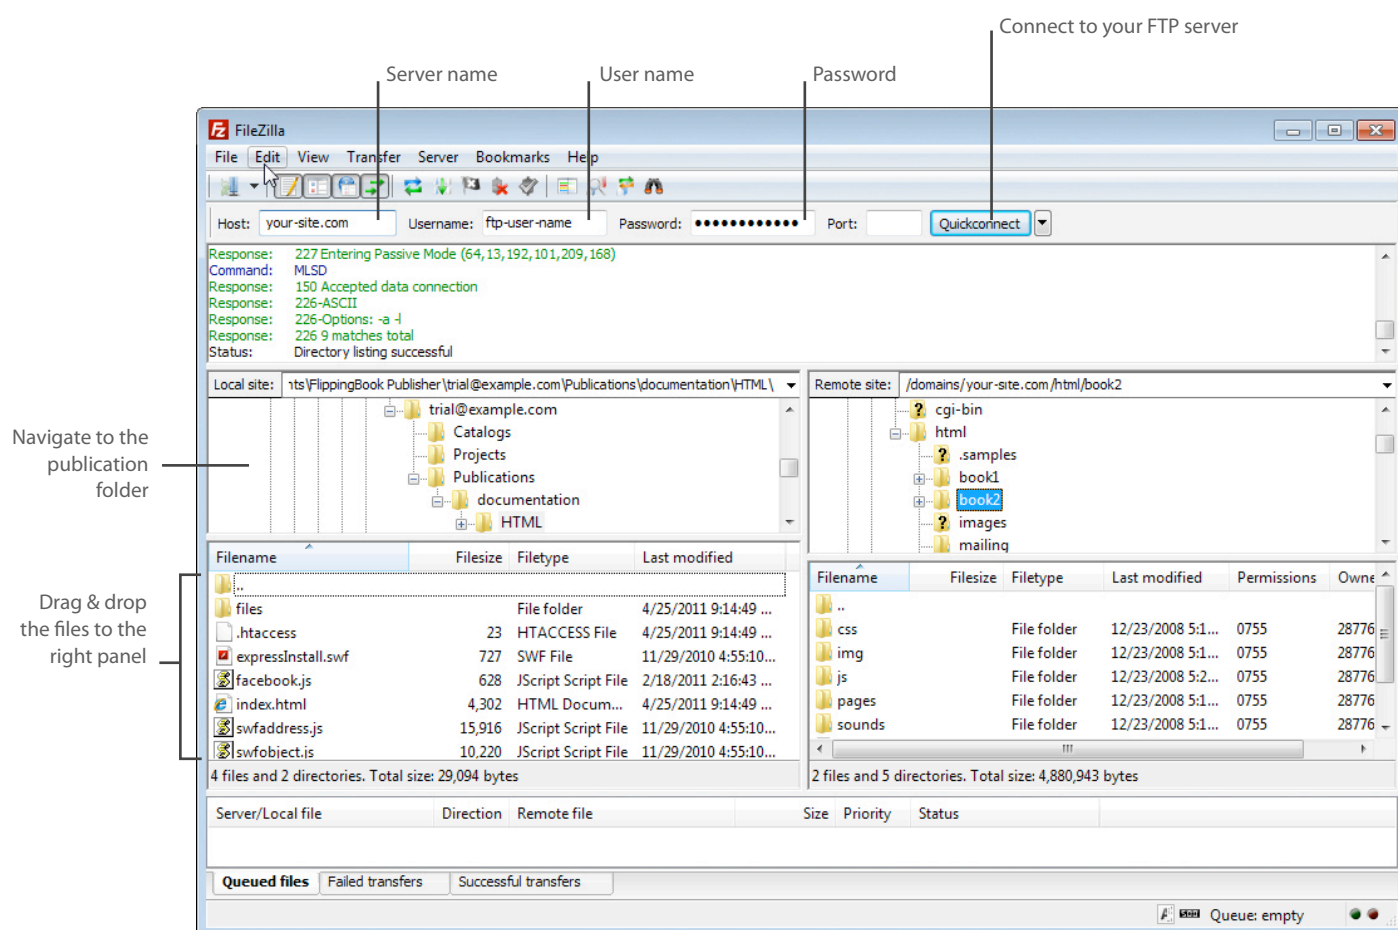 Connect to your FTP server
Server name
User name
Password
FileZilla
File Edit View Transfer Server Bookmarks Help
Host: your-site.com Username: ftp-user-name Password: ●●●●●●●●●●●● Port: Quickconnect
Response: 227 Entering Passive Mode (64,13,192,101,209,168)
Command: MLSD
Response: 150 Accepted data connection
Response: 226-ASCII
Response: 226-Options: -a -l
Response: 226 9 matches total
Status: Directory listing successful
Local site: nts\FlippingBook Publisher\trial@example.com\Publications\documentation\HTML\
trial@example.com
Catalogs
Projects
Publications
documentation
HTML
Remote site: /domains/your-site.com/html/book2
cgi-bin
html
.samples
book1
book2
images
mailing
Navigate to the
publication
folder
Filename Filesize Filetype Last modified
..
files File folder 4/25/2011 9:14:49 ...
.htaccess 23 HTACCESS File 4/25/2011 9:14:49 ...
expressInstall.swf 727 SWF File 11/29/2010 4:55:10...
facebook.js 628 JScript Script File 2/18/2011 2:16:43 ...
index.html 4,302 HTML Docum... 4/25/2011 9:14:49 ...
swfaddress.js 15,916 JScript Script File 11/29/2010 4:55:10...
swfobject.js 10,220 JScript Script File 11/29/2010 4:55:10...
4 files and 2 directories. Total size: 29,094 bytes
Drag & drop
the files to the
right panel
Filename Filesize Filetype Last modified Permissions Owne
..
css File folder 12/23/2008 5:1... 0755 28776
img File folder 12/23/2008 5:1... 0755 28776
js File folder 12/23/2008 5:2... 0755 28776
pages File folder 12/23/2008 5:1... 0755 28776
sounds File folder 12/23/2008 5:1... 0755 28776
2 files and 5 directories. Total size: 4,880,943 bytes
Server/Local file Direction Remote file Size Priority Status
Queued files Failed transfers Successful transfers
Queue: empty